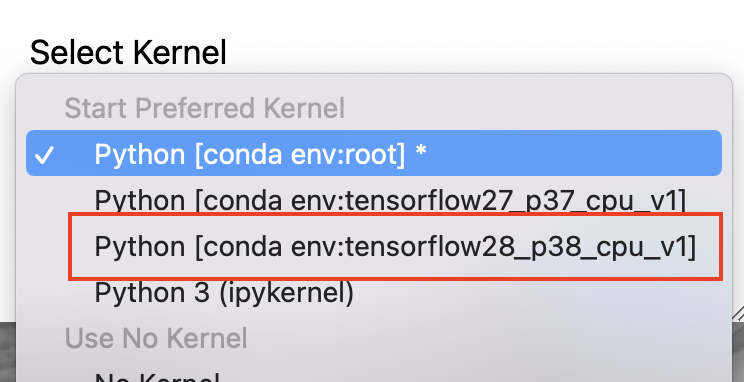 Select Kernel
Start Preferred Kernel
✓ Python [conda env:root] *
Python [conda env:tensorflow27_p37_cpu_v1]
Python [conda env:tensorflow28_p38_cpu_v1]
Python 3 (ipykernel)
Use No Kernel
No Kernel